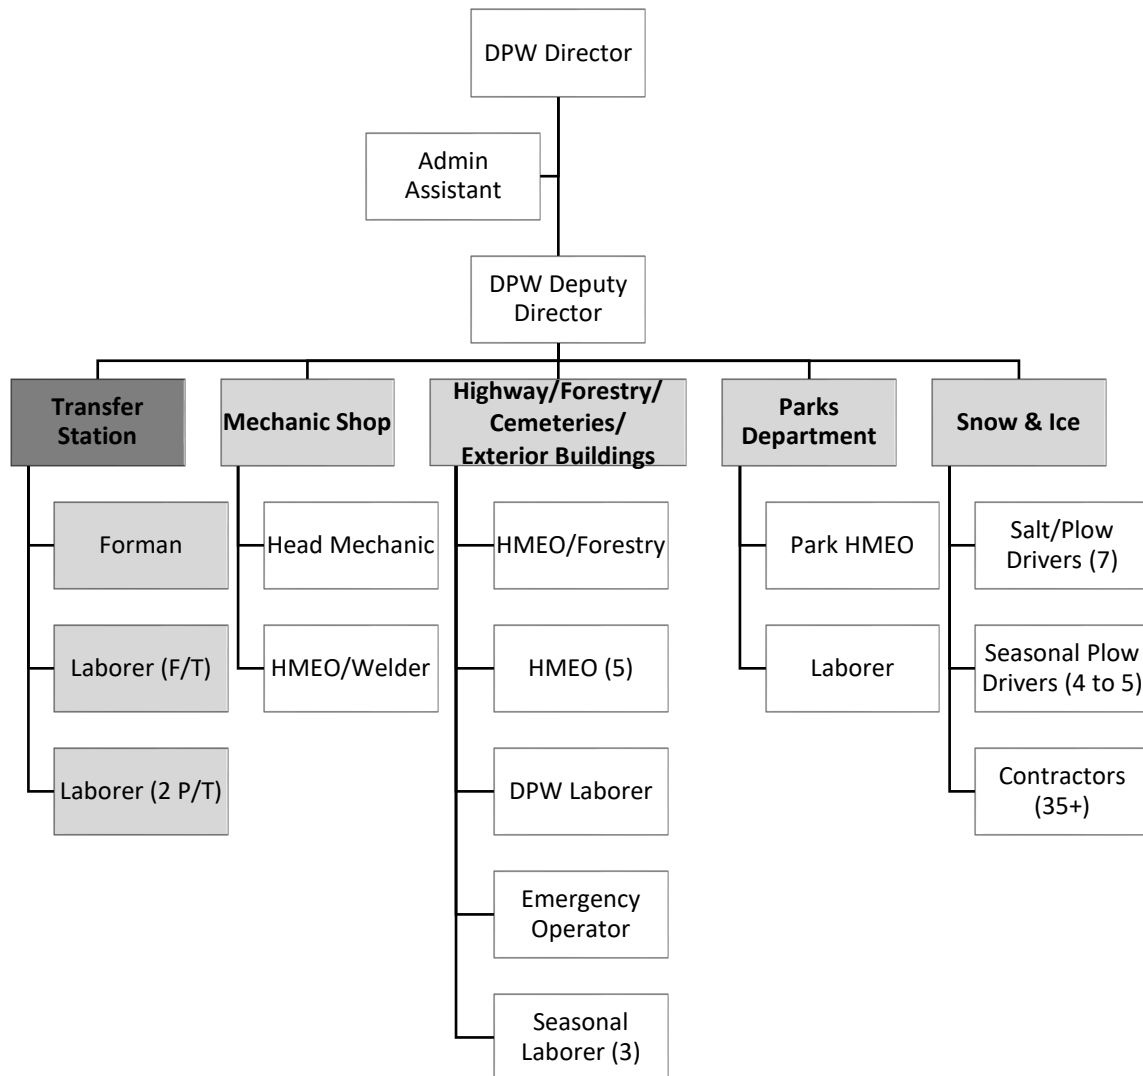 DPW Director
Admin
Assistant
DPW Deputy
Director
Transfer
Station
Forman
Laborer (F/T)
Laborer (2 P/T)
Mechanic Shop
Head Mechanic
HMEO/Welder
Highway/Forestry/
Cemeteries/
Exterior Buildings
HMEO/Forestry
HMEO (5)
DPW Laborer
Emergency
Operator
Seasonal
Laborer (3)
Parks
Department
Park HMEO
Laborer
Snow & Ice
Salt/Plow
Drivers (7)
Seasonal Plow
Drivers (4 to 5)
Contractors
(35+)